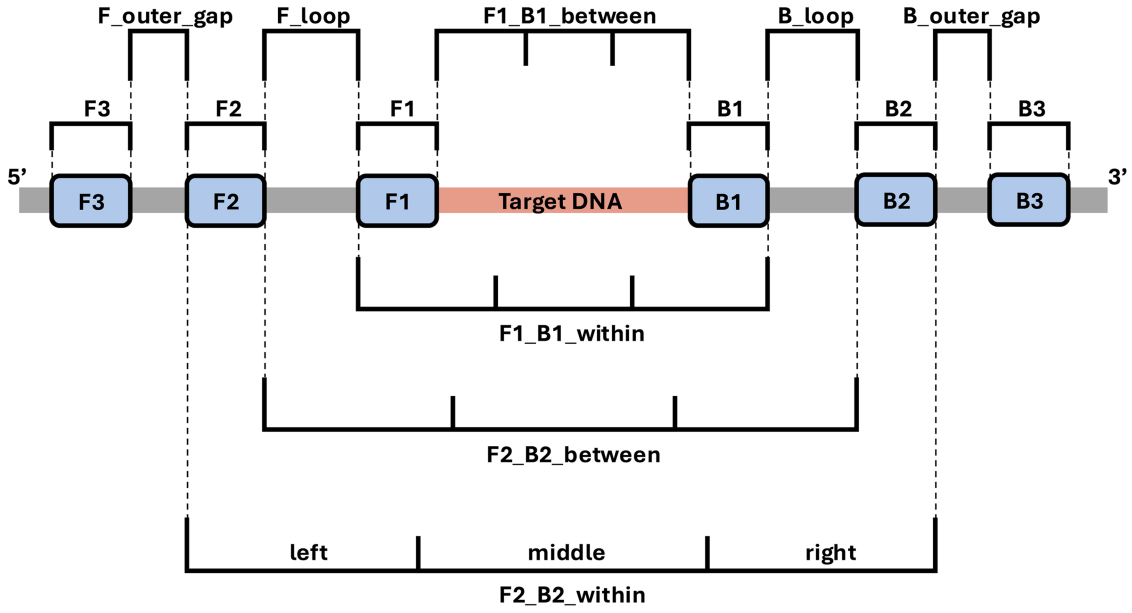 F_outer_gap F_loop F1_B1_between B_loop B_outer_gap
F3 F2 F1 B1 B2 B3
5’ 3’
F3 F2 F1 Target DNA B1 B2 B3
F1_B1_within
F2_B2_between
left middle right
F2_B2_within